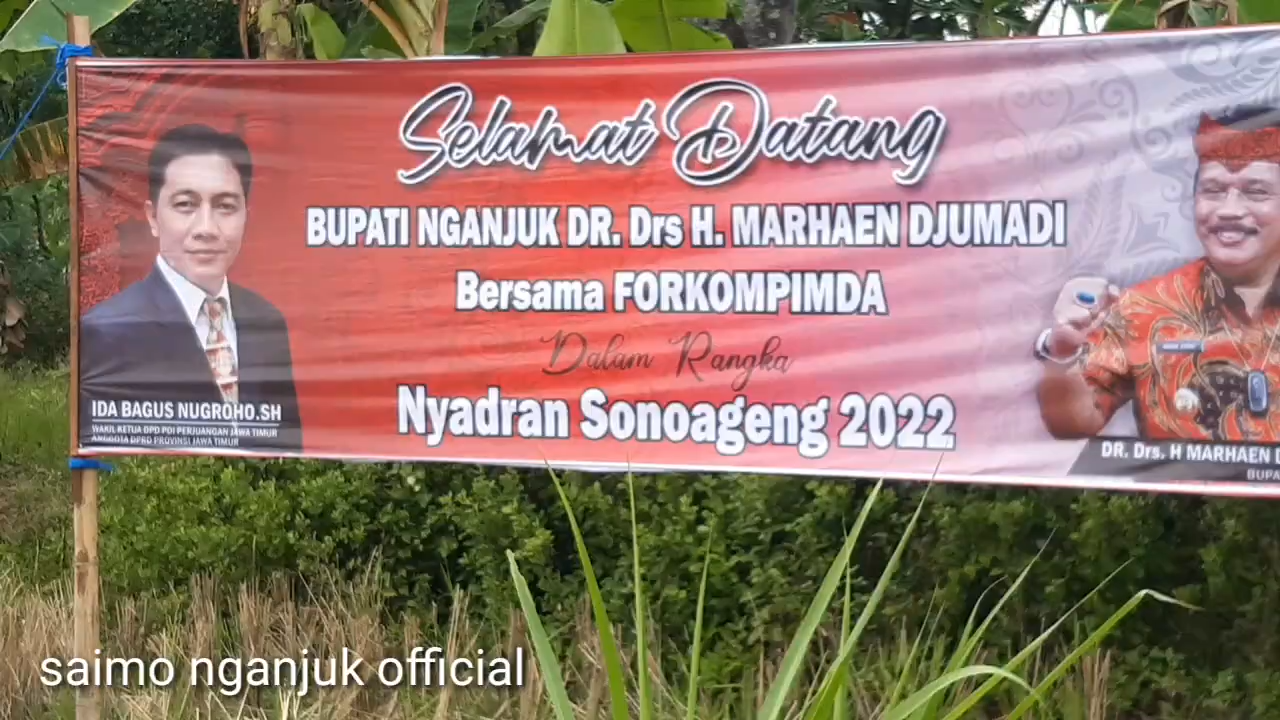 Selamat Datang
BUPATI NGANJUK DR. Drs H. MARHAEN DJUMADI
Bersama FORKOMPIMDA
Dalam Rangka
Nyadran Sonoageng 2022
IDA BAGUS NUGROHO.SH
WAKIL KETUA DPD PDI PERJUANGAN JAWA TIMUR
ANGGOTA DPRD PROVINSI JAWA TIMUR
DR. Drs. H MARHAEN
saimo nganjuk official